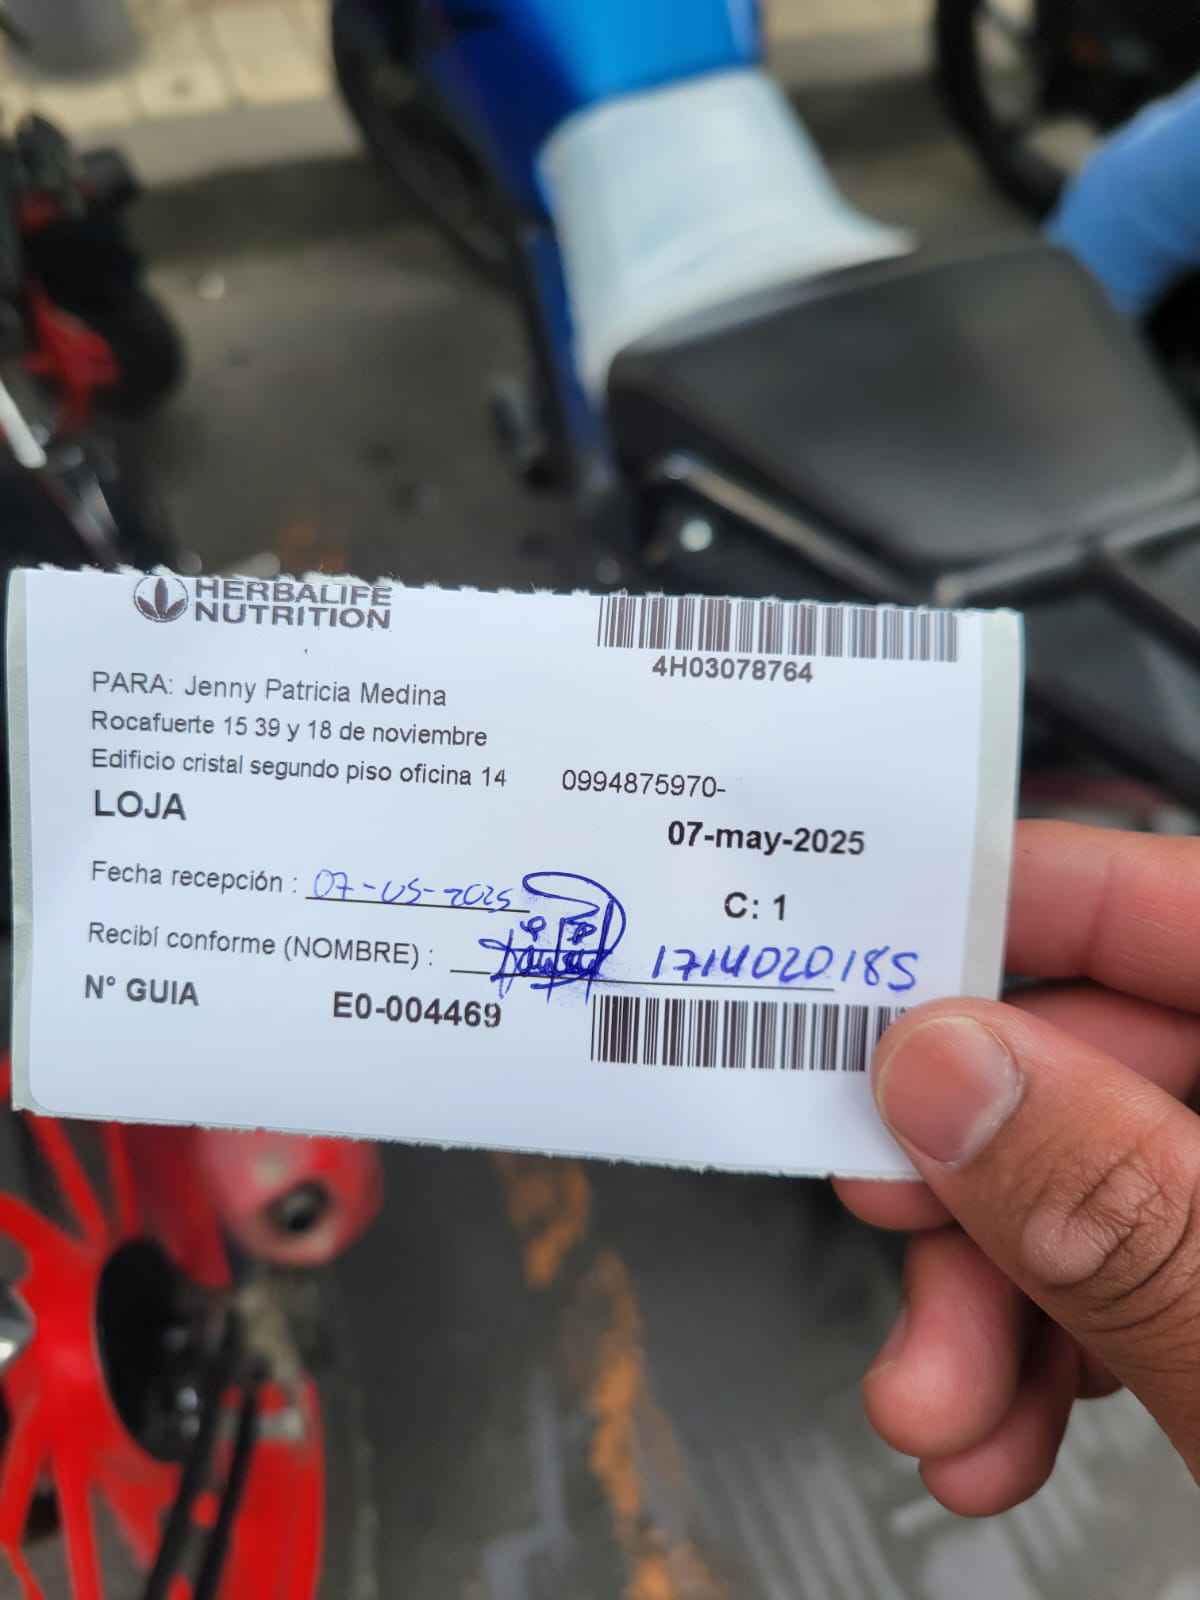 HERBALIFE
NUTRITION
4H03078764
PARA: Jenny Patricia Medina
Rocafuerte 15 39 y 18 de noviembre
Edificio cristal segundo piso oficina 14 0994875970-
LOJA
07-may-2025
Fecha recepción : 07-05-2025
C: 1
Recibí conforme (NOMBRE) : 1714020185
N° GUIA E0-004469